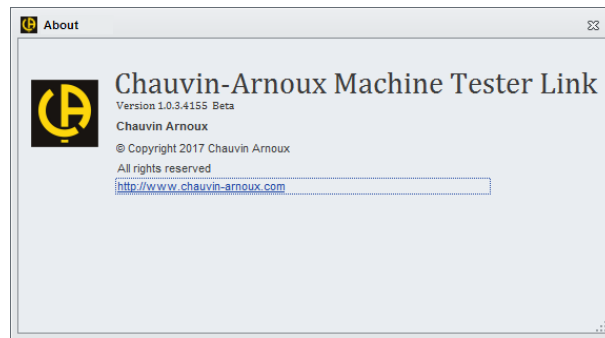 About
Chauvin-Arnoux Machine Tester Link
Version 1.0.3.4155 Beta
Chauvin Arnoux
© Copyright 2017 Chauvin Arnoux
All rights reserved
http://www.chauvin-arnoux.com